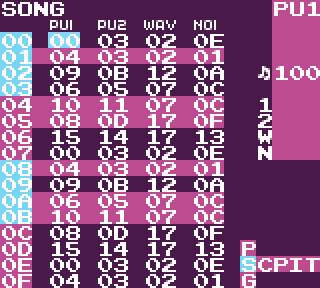 SONG PU1
PU1 PU2 WAV NOI
00 00 03 02 0E
01 04 03 02 01
02 09 0B 12 0A ♫100
03 06 05 07 0C
04 10 11 07 0C 1
05 08 0D 17 0F 2
06 15 14 17 13 W
07 00 03 02 0E N
08 04 03 02 01
09 09 0B 12 0A
0A 06 05 07 0C
0B 10 11 07 0C
0C 08 0D 17 0F
0D 15 14 17 13 P
0E 00 03 02 0E SCPIT
0F 04 03 02 01 G